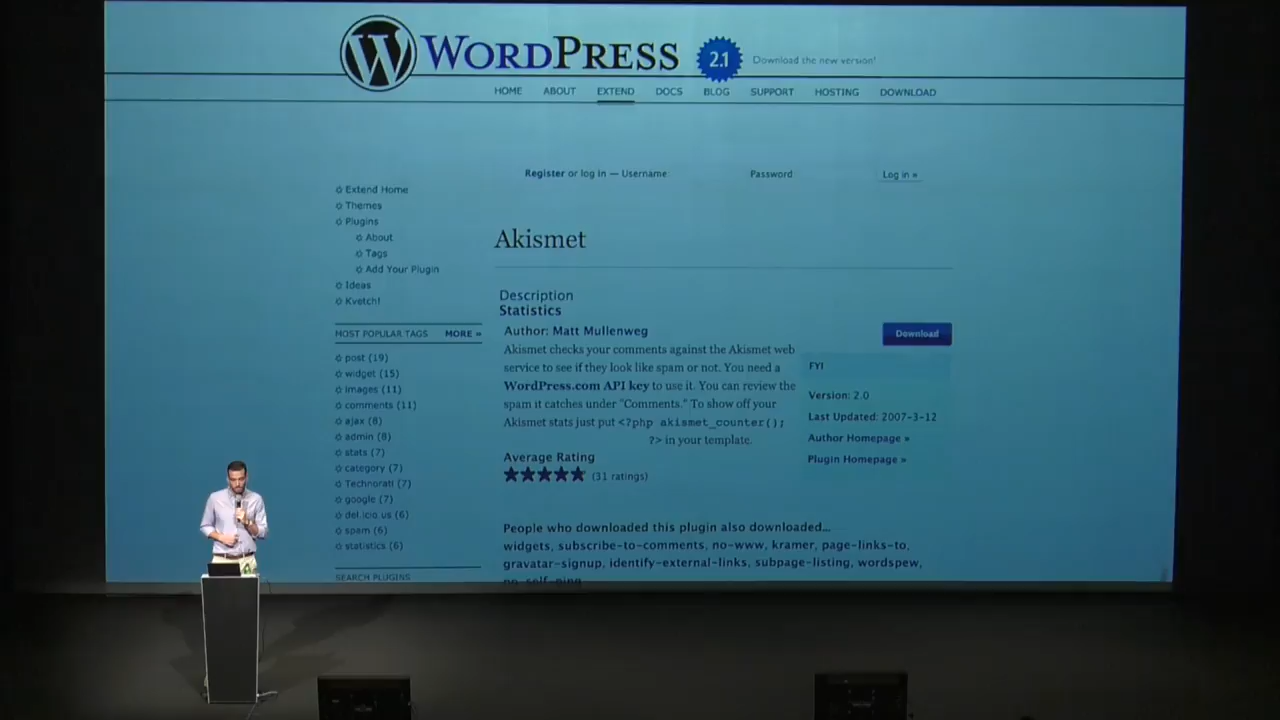 WORDPRESS 2.1 Download the new version!
HOME ABOUT EXTEND DOCS BLOG SUPPORT HOSTING DOWNLOAD
Register or log in — Username Password Log in »
Extend Home
Themes
Plugins
About
Tags
Add Your Plugin
Ideas
Kvetch!
MOST POPULAR TAGS MORE »
post (19)
widget (15)
images (11)
comments (11)
ajax (8)
admin (8)
stats (7)
category (7)
Technorati (7)
google (7)
del.icio.us (6)
spam (6)
statistics (6)
SEARCH PLUGINS
Akismet
Description
Statistics
Author: Matt Mullenweg
Akismet checks your comments against the Akismet web
service to see if they look like spam or not. You need a
WordPress.com API key to use it. You can review the
spam it catches under "Comments." To show off your
Akismet stats just put <?php akismet_counter();
?> in your template.
Average Rating
(31 ratings)
Download
FYI
Version: 2.0
Last Updated: 2007-3-12
Author Homepage »
Plugin Homepage »
People who downloaded this plugin also downloaded...
widgets, subscribe-to-comments, no-www, kramer, page-links-to,
gravatar-signup, identify-external-links, subpage-listing, wordspew,
no-self-ping